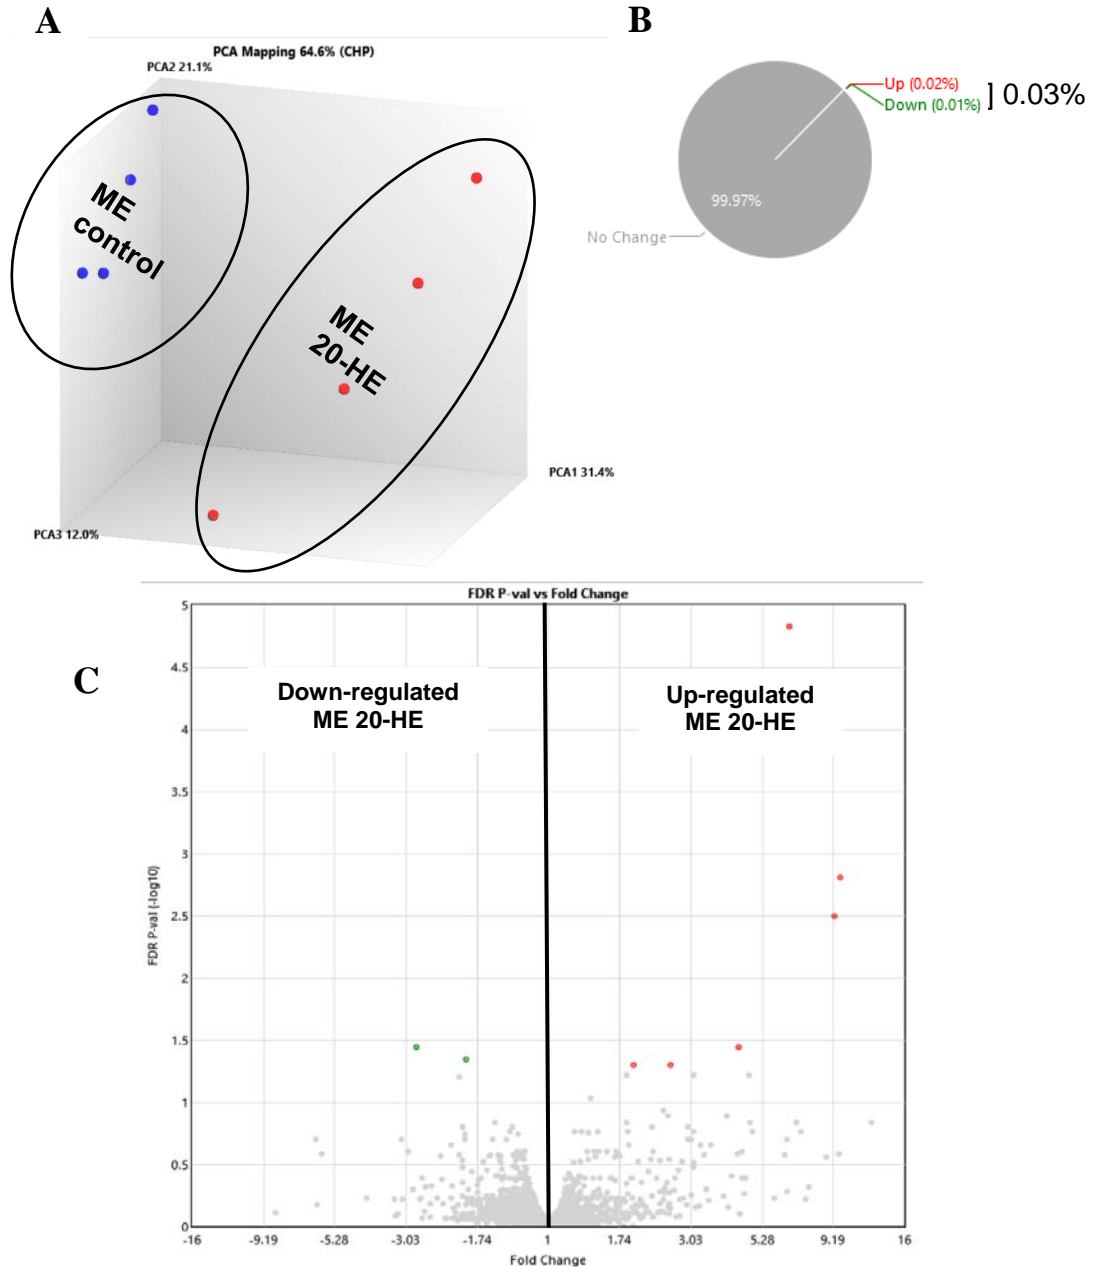 A
B
PCA Mapping 64.6% (CHP)
PCA2 21.1%
ME
control
ME
20-HE
PCA1 31.4%
PCA3 12.0%
Up (0.02%)
Down (0.01%)
] 0.03%
99.97%
No Change
C
FDR P-val vs Fold Change
Down-regulated
ME 20-HE
Up-regulated
ME 20-HE
FDR P-val (-log10)
5
4.5
4
3.5
3
2.5
2
1.5
1
0.5
0
-16 -9.19 -5.28 -3.03 -1.74 1 1.74 3.03 5.28 9.19 16
Fold Change